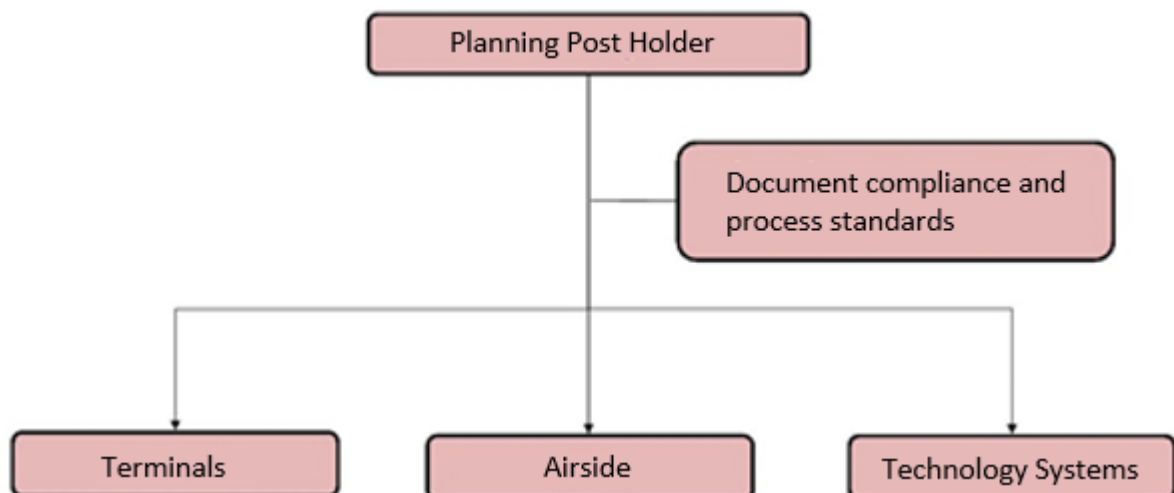 Planning Post Holder
Document compliance and
process standards
Terminals
Airside
Technology Systems